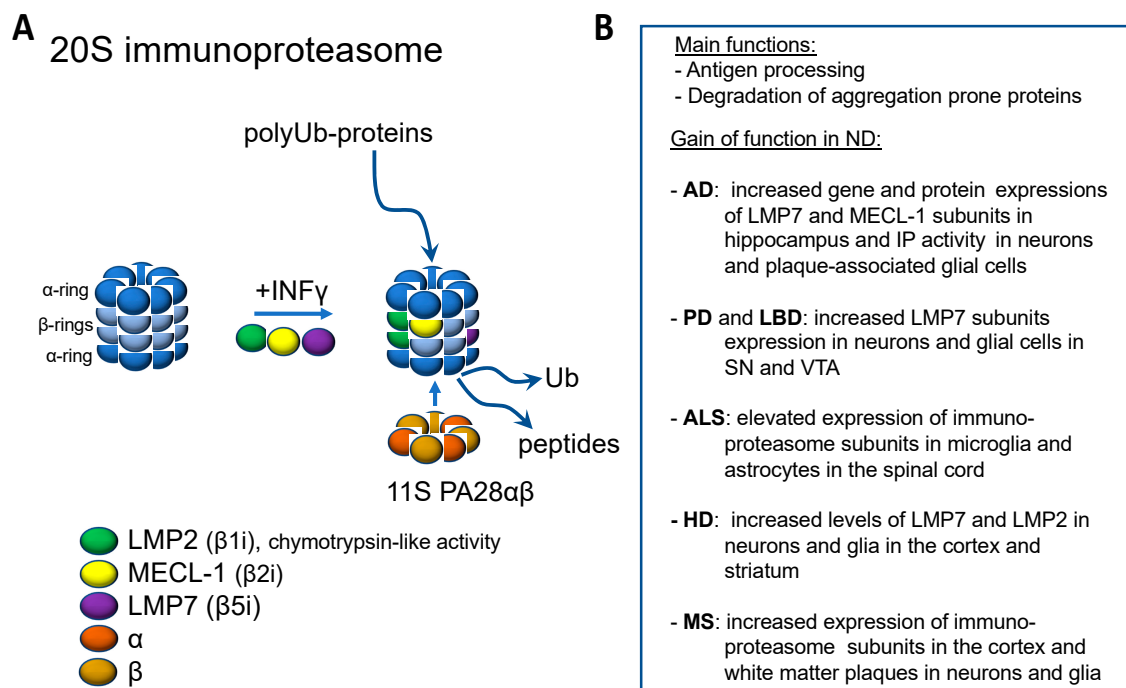 A
20S immunoproteasome
polyUb-proteins
α-ring
β-rings
α-ring
+INFγ
Ub
peptides
11S PA28αβ
LMP2 (β1i), chymotrypsin-like activity
MECL-1 (β2i)
LMP7 (β5i)
α
β
B
Main functions:
- Antigen processing
- Degradation of aggregation prone proteins
Gain of function in ND:
- AD: increased gene and protein expressions
of LMP7 and MECL-1 subunits in
hippocampus and IP activity in neurons
and plaque-associated glial cells
- PD and LBD: increased LMP7 subunits
expression in neurons and glial cells in
SN and VTA
- ALS: elevated expression of immuno-
proteasome subunits in microglia and
astrocytes in the spinal cord
- HD: increased levels of LMP7 and LMP2 in
neurons and glia in the cortex and
striatum
- MS: increased expression of immuno-
proteasome subunits in the cortex and
white matter plaques in neurons and glia